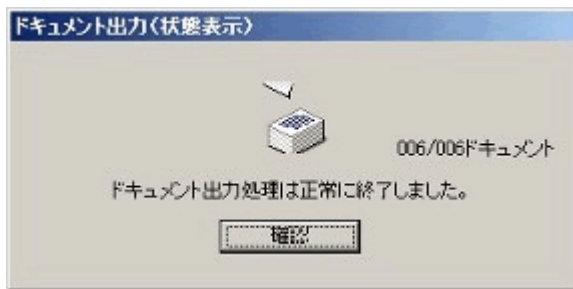 ドキュメント出力(状態表示)
006/006ドキュメント
ドキュメント出力処理は正常に終了しました。
確認